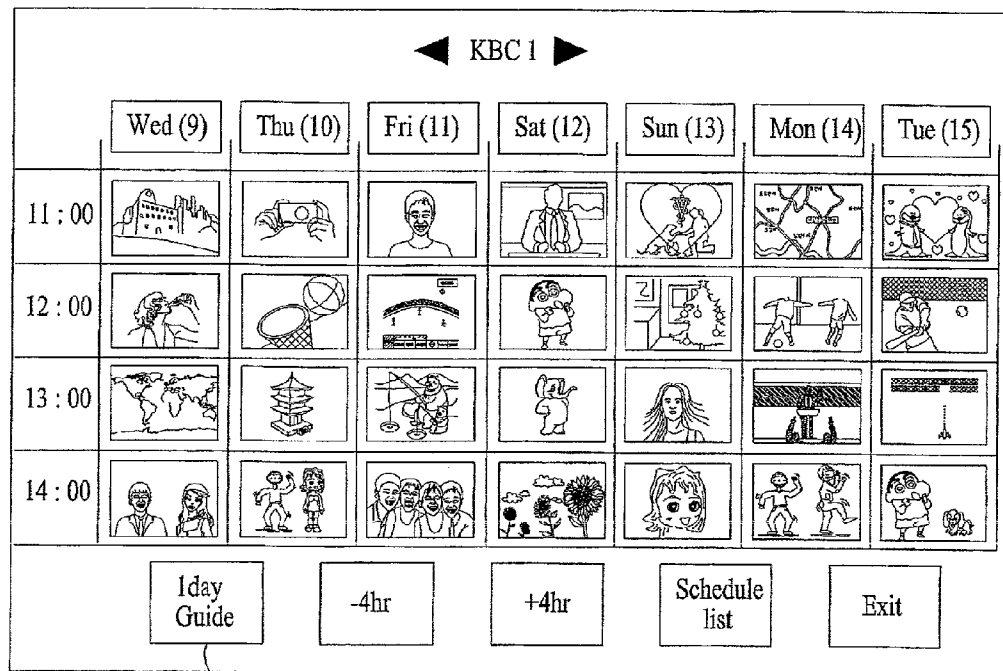 ◀ KBC 1 ▶
Wed (9) Thu (10) Fri (11) Sat (12) Sun (13) Mon (14) Tue (15)
11 : 00
12 : 00
13 : 00
14 : 00
1day
Guide
-4hr
+4hr
Schedule
list
Exit